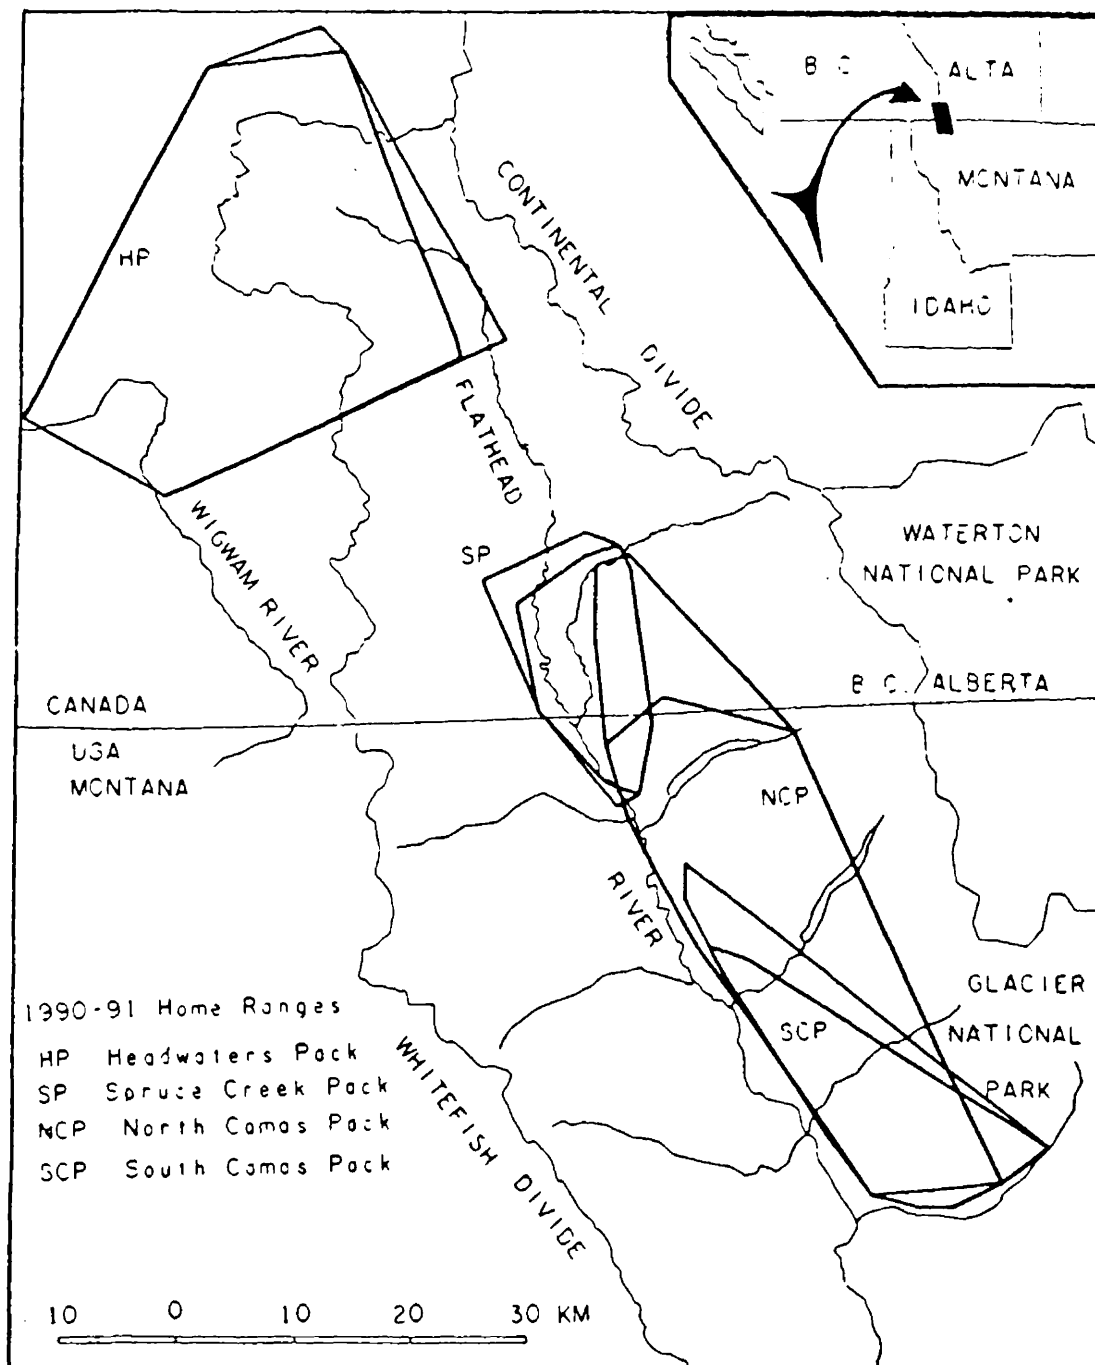 B C
ALTA
MONTANA
IDAHO
HP
CONTINENTAL DIVIDE
FLATHEAD
WIGWAM RIVER
SP
WATERTON
NATIONAL PARK
B.C. ALBERTA
CANADA
USA
MONTANA
NCP
RIVER
SCP
GLACIER
NATIONAL
PARK
WHITEFISH DIVIDE
1990-91 Home Ranges
HP Headwaters Pack
SP Spruce Creek Pack
NCP North Camas Pack
SCP South Camas Pack
10 0 10 20 30 KM